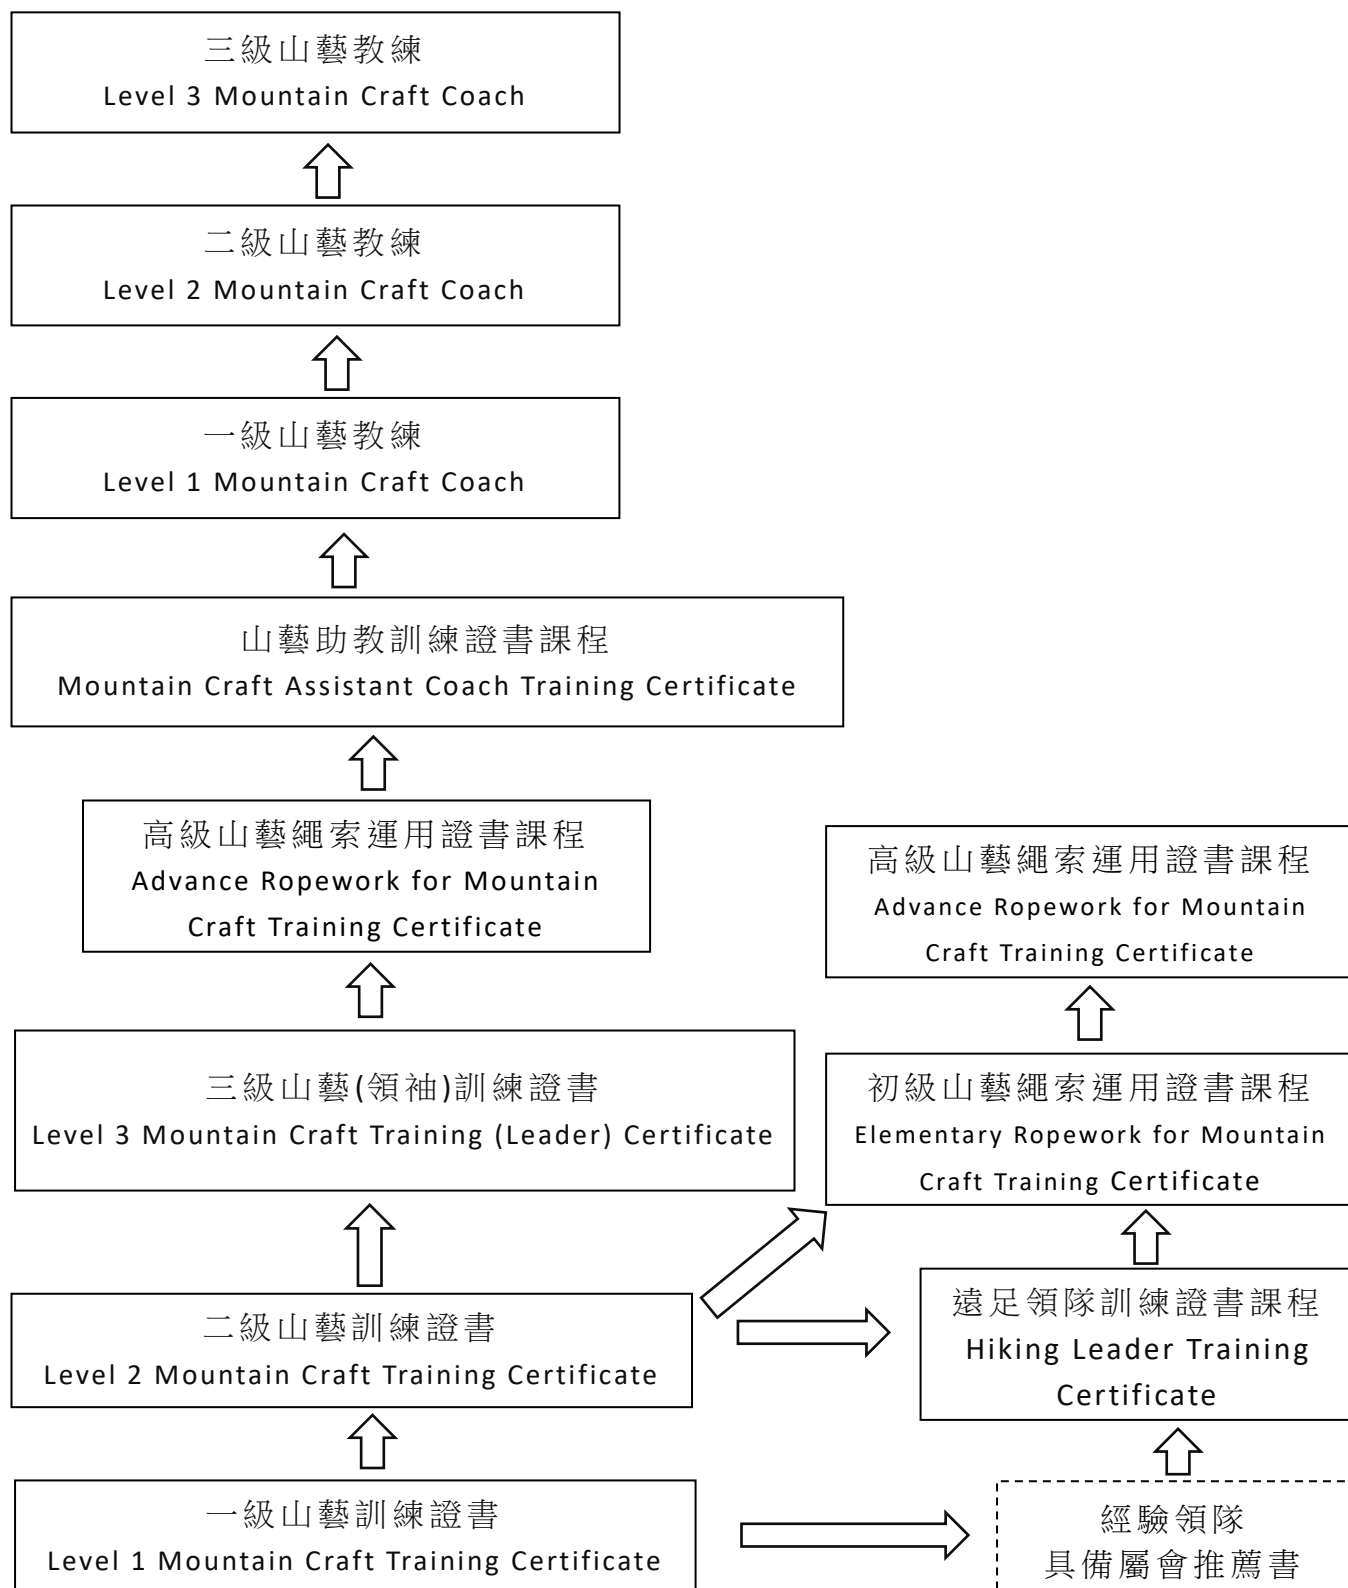 三級山藝教練
Level 3 Mountain Craft Coach
二級山藝教練
Level 2 Mountain Craft Coach
一級山藝教練
Level 1 Mountain Craft Coach
山藝助教訓練證書課程
Mountain Craft Assistant Coach Training Certificate
高級山藝繩索運用證書課程
Advance Ropework for Mountain
Craft Training Certificate
高級山藝繩索運用證書課程
Advance Ropework for Mountain
Craft Training Certificate
三級山藝(領袖)訓練證書
Level 3 Mountain Craft Training (Leader) Certificate
初級山藝繩索運用證書課程
Elementary Ropework for Mountain
Craft Training Certificate
二級山藝訓練證書
Level 2 Mountain Craft Training Certificate
遠足領隊訓練證書課程
Hiking Leader Training
Certificate
一級山藝訓練證書
Level 1 Mountain Craft Training Certificate
經驗領隊
具備屬會推薦書